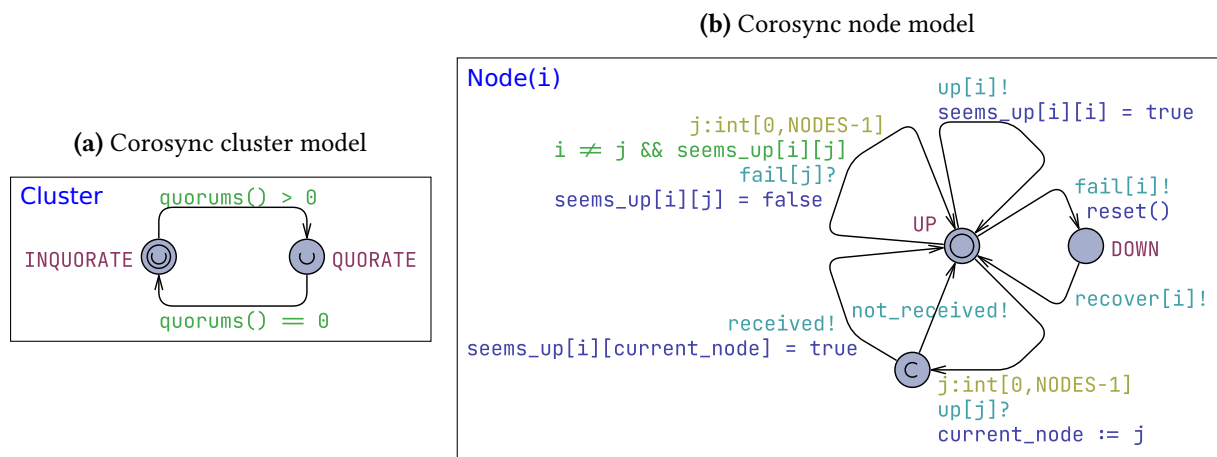 (b) Corosync node model
Node(i)
up[i]!
seems_up[i][i] = true
j:int[0,NODES-1]
i ≠ j && seems_up[i][j]
fail[j]?
seems_up[i][j] = false
fail[i]!
reset()
UP
DOWN
recover[i]!
received!
not_received!
seems_up[i][current_node] = true
C
j:int[0,NODES-1]
up[j]?
current_node := j
(a) Corosync cluster model
Cluster
quorums() > 0
INQUORATE
QUORATE
quorums() == 0